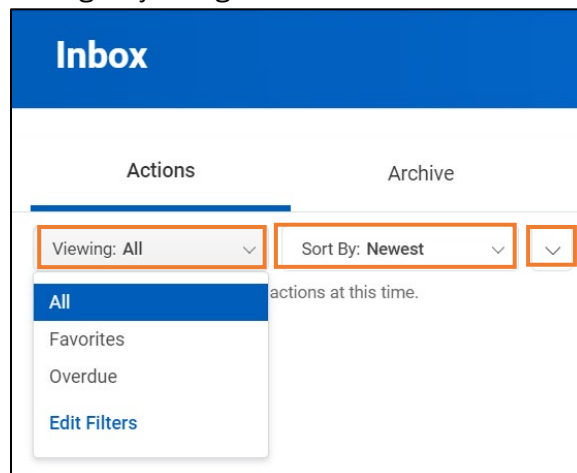 Inbox
Actions Archive
Viewing: All Sort By: Newest
All actions at this time.
Favorites
Overdue
Edit Filters